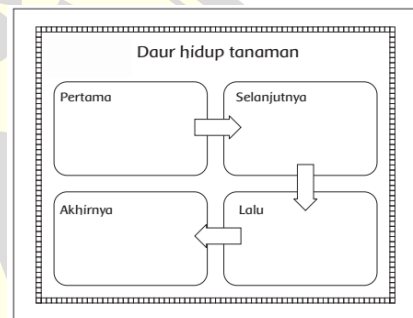 Daur hidup tanaman
Pertama
Selanjutnya
Akhirnya
Lalu